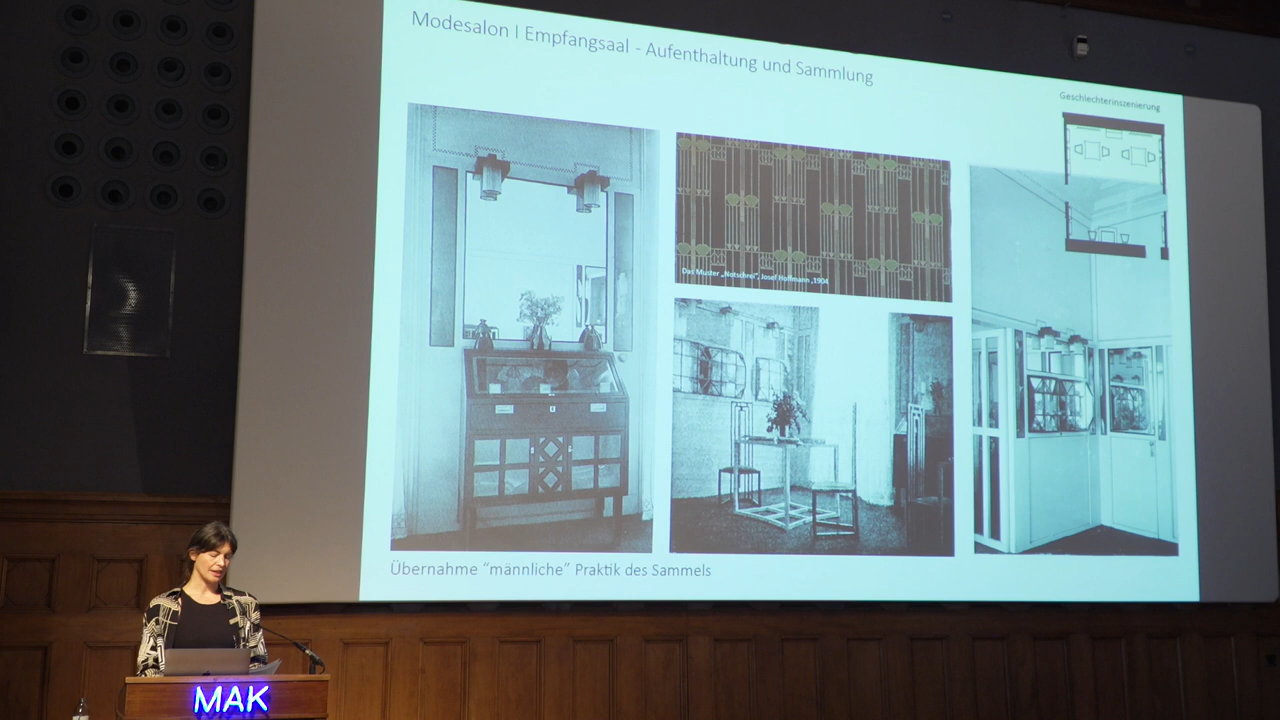 Modesalon I Empfangsaal - Aufenthaltung und Sammlung
Geschlechterinszenierung
Das Muster „Notschrei“, Josef Hoffmann ,1904
Übernahme “männliche” Praktik des Sammels
MAK